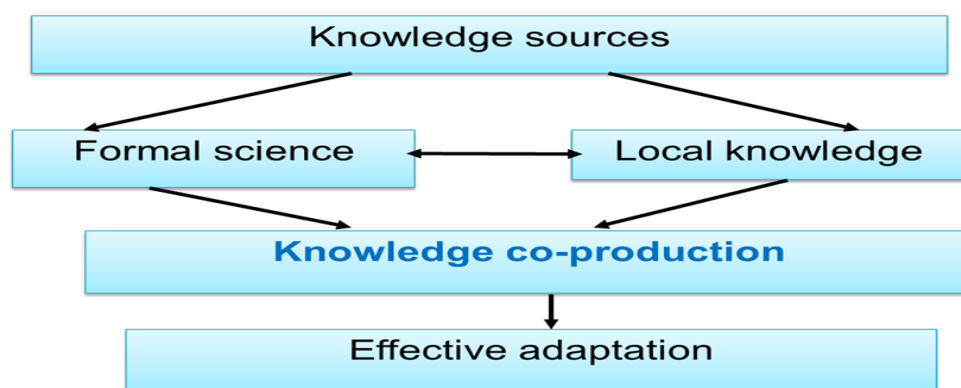 Knowledge sources
Formal science
Local knowledge
Knowledge co-production
Effective adaptation